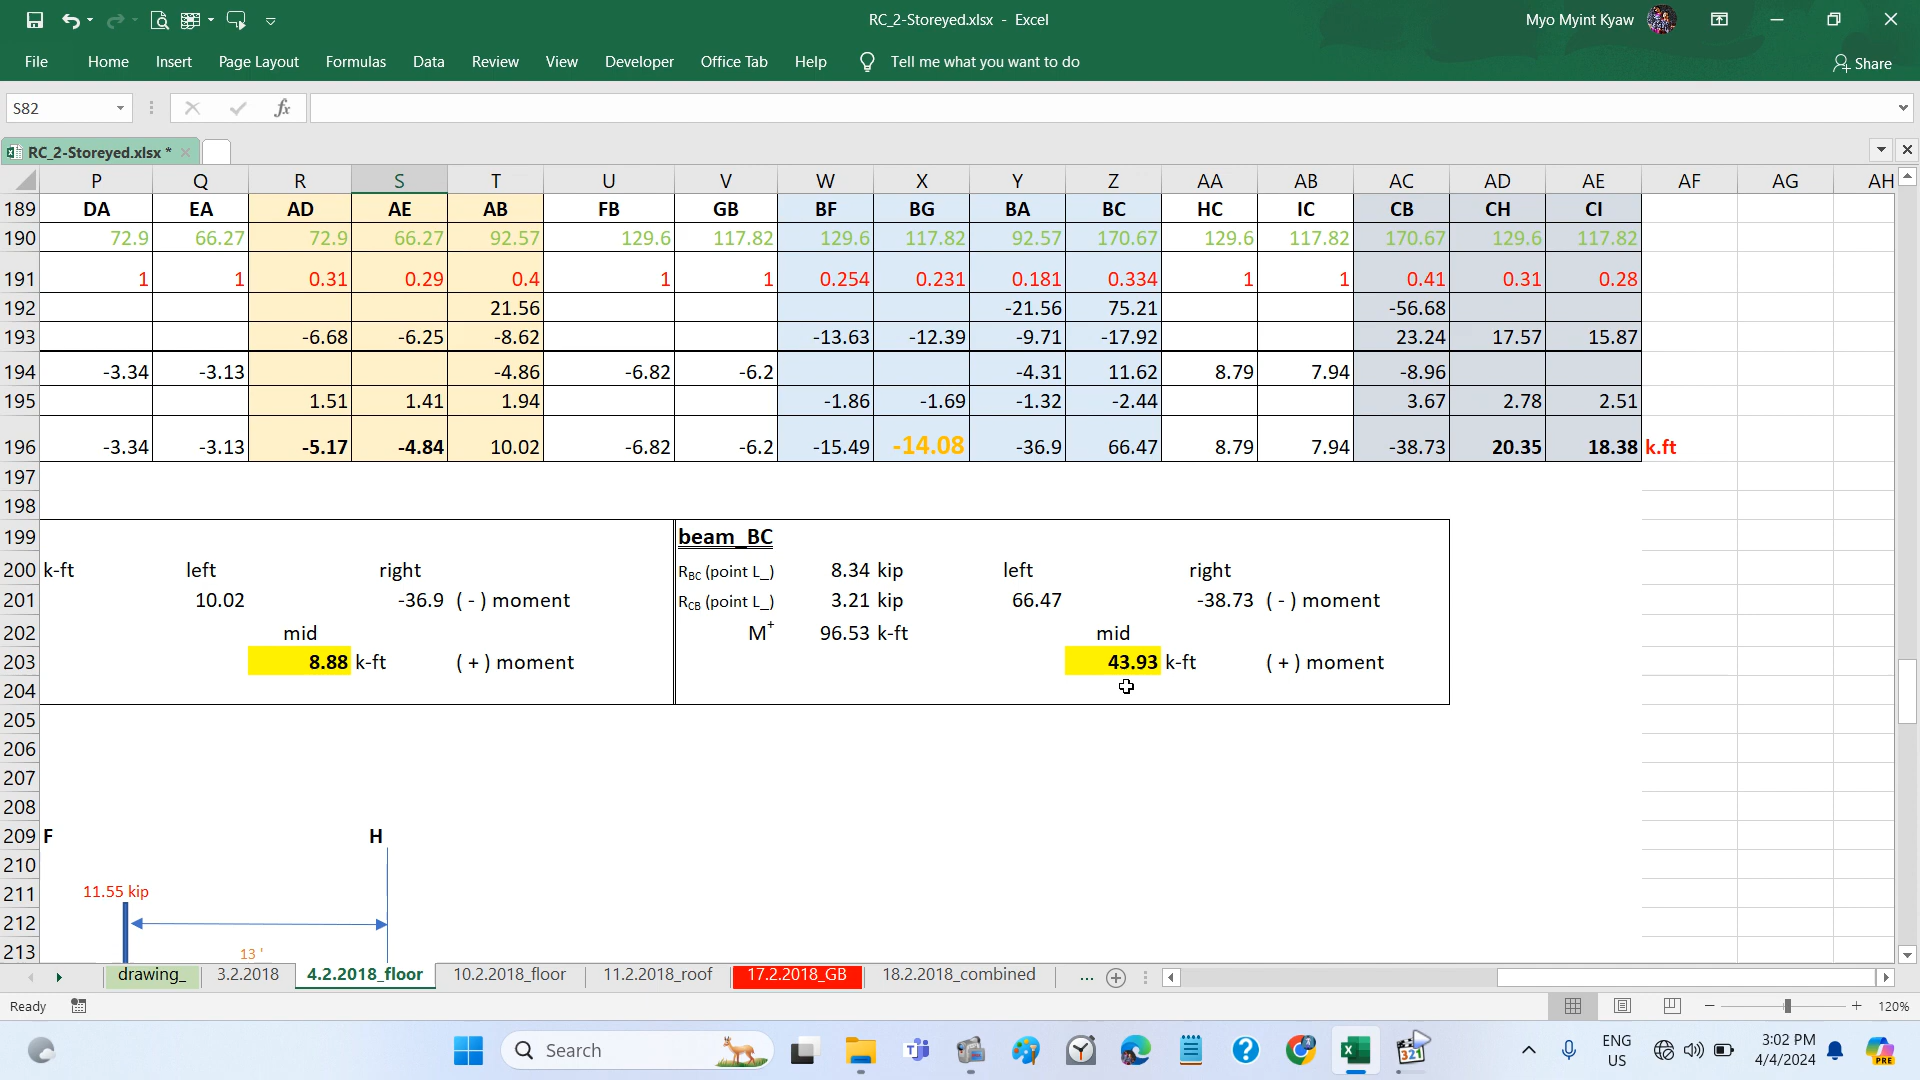 RC_2-Storeyed.xlsx - Excel
Myo Myint Kyaw
File Home Insert Page Layout Formulas Data Review View Developer Office Tab Help Tell me what you want to do Share
S82 fx
RC_2-Storeyed.xlsx *
P Q R S T U V W X Y Z AA AB AC AD AE AF AG AH
189 DA EA AD AE AB FB GB BF BG BA BC HC IC CB CH CI
190 72.9 66.27 72.9 66.27 92.57 129.6 117.82 129.6 117.82 92.57 170.67 129.6 117.82 170.67 129.6 117.82
191 1 1 0.31 0.29 0.4 1 1 0.254 0.231 0.181 0.334 1 1 0.41 0.31 0.28
192 21.56 -21.56 75.21 -56.68
193 -6.68 -6.25 -8.62 -13.63 -12.39 -9.71 -17.92 23.24 17.57 15.87
194 -3.34 -3.13 -4.86 -6.82 -6.2 -4.31 11.62 8.79 7.94 -8.96
195 1.51 1.41 1.94 -1.86 -1.69 -1.32 -2.44 3.67 2.78 2.51
196 -3.34 -3.13 -5.17 -4.84 10.02 -6.82 -6.2 -15.49 -14.08 -36.9 66.47 8.79 7.94 -38.73 20.35 18.38 k.ft
197
198
199 beam_BC
200 k-ft left right RBC (point L_) 8.34 kip left right
201 10.02 -36.9 ( - ) moment RCB (point L_) 3.21 kip 66.47 -38.73 ( - ) moment
202 mid M+ 96.53 k-ft mid
203 8.88 k-ft ( + ) moment 43.93 k-ft ( + ) moment
204
205
206
207
208
209 F H
210
211 11.55 kip
212
213 13 '
drawing_ 3.2.2018 4.2.2018_floor 10.2.2018_floor 11.2.2018_roof 17.2.2018_GB 18.2.2018_combined ...
Ready 120%
Search 321 ENG US 3:02 PM 4/4/2024 PRE